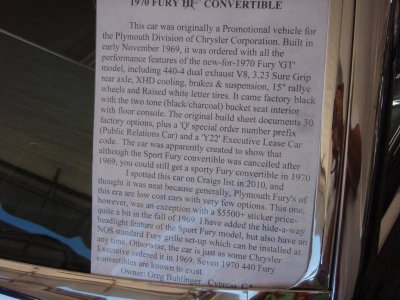 1970 FURY III CONVERTIBLE
This car was originally a Promotional vehicle for
the Plymouth Division of Chrysler Corporation. Built in
early November 1969, it was ordered with all the
performance features of the new-for-1970 Fury 'GT'
model, including 440-4 dual exhaust V8, 3.23 Sure Grip
rear axle, XHD cooling, brakes & suspension, 15" rallye
wheels and Raised white letter tires. It came factory black
with the two tone (black/charcoal) bucket seat interior
with floor console. The original build sheet documents 30
factory options, plus a 'Q' special order number prefix
(Public Relations Car) and a 'Y22' Executive Lease Car
code. The car was apparently created to show that
although the Sport Fury convertible was cancelled after
1969, you could still get a sporty Fury convertible in 1970
I spotted this car on Craigs list in 2010, and
thought it was neat because generally, Plymouth Fury's of
this era are low cost ears with very few options. This one,
however, was an exception with a $5500+ sticker price-
quite a bit in the fall of 1969. I have added the hide-a-way
headlight feature of the Sport Fury model, but also have an
NOS standard Fury grille set-up which can be installed at
any time. Otherwise, the car is just as some Chrysler
Executive ordered it in 1969. Seven 1970 440 Fury
convertibles are known to exist.
Owner: Greg Buhlinger, Cypress,